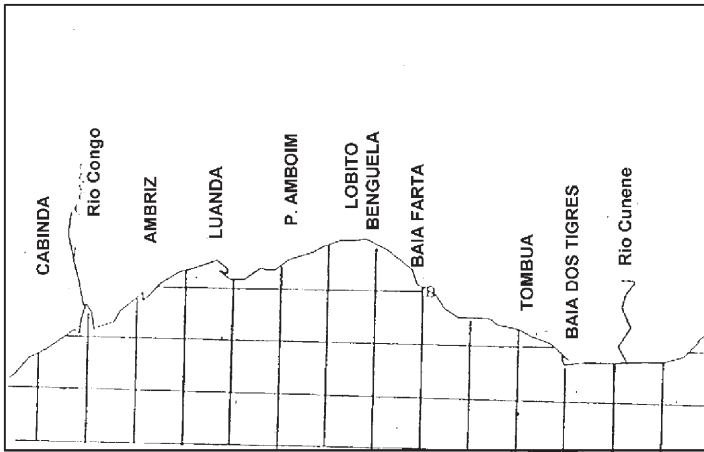 CABINDA
Rio Congo
AMBRIZ
LUANDA
P. AMBOIM
LOBITO
BENGUELA
BAIA FARTA
TOMBUA
BAIA DOS TIGRES
Rio Cunene